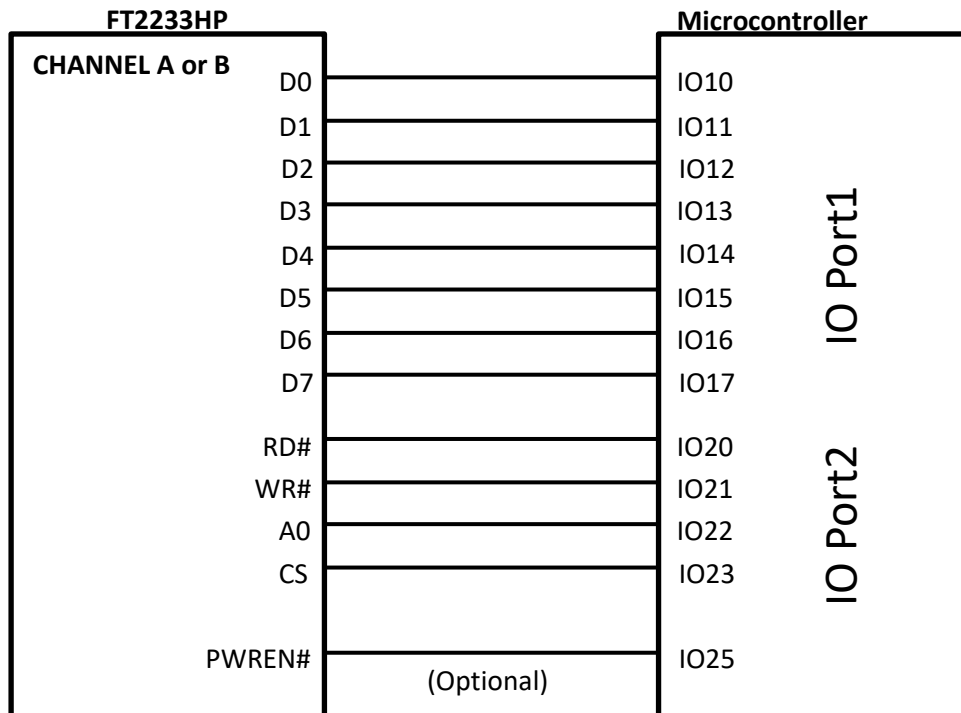 FT2233HP Microcontroller
CHANNEL A or B
D0 IO10
D1 IO11
D2 IO12
D3 IO13
D4 IO14
D5 IO15
D6 IO16
D7 IO17
IO Port1
RD# IO20
WR# IO21
A0 IO22
CS IO23
IO Port2
PWREN# IO25
(Optional)